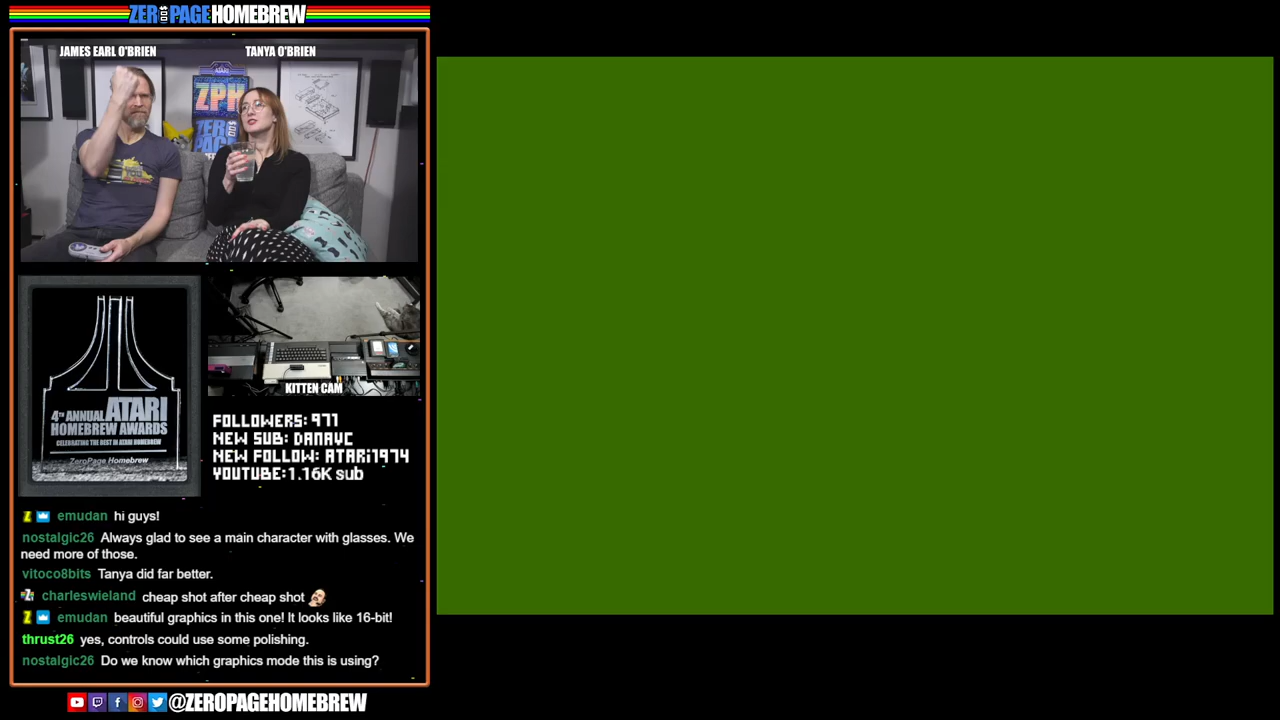 ZEROPAGE HOMEBREW
JAMES EARL O'BRIEN
TANYA O'BRIEN
ATARI
ZPH
ZERO
PAGE
4TH ANNUAL ATARI
HOMEBREW AWARDS
CELEBRATING THE BEST IN ATARI HOMEBREW
ZeroPage Homebrew
KITTEN CAM
FOLLOWERS: 971
NEW SUB: DANAYC
NEW FOLLOW: ATARI1974
YOUTUBE:1.16K sub
emudan hi guys!
nostalgic26 Always glad to see a main character with glasses. We
need more of those.
vitoco8bits Tanya did far better.
charleswieland cheap shot after cheap shot
emudan beautiful graphics in this one! It looks like 16-bit!
thrust26 yes, controls could use some polishing.
nostalgic26 Do we know which graphics mode this is using?
@ZEROPAGEHOMEBREW